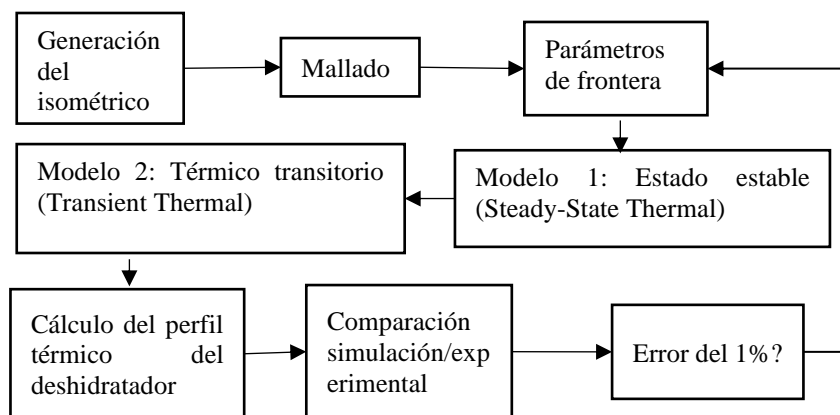 Generación
del
isométrico
Mallado
Parámetros
de frontera
Modelo 2: Térmico transitorio
(Transient Thermal)
Modelo 1: Estado estable
(Steady-State Thermal)
Cálculo del perfil
térmico del
deshidratador
Comparación
simulación/exp
erimental
Error del 1%?